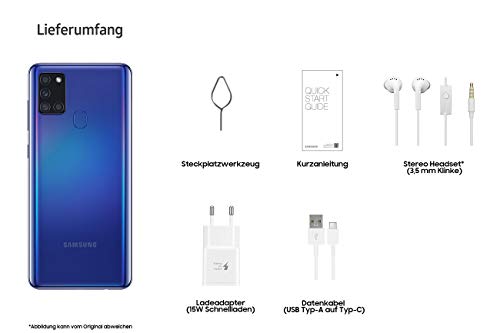 Lieferumfang
SAMSUNG
Steckplatzwerkzeug
QUICK
START
GUIDE
SAMSUNG
Kurzanleitung
Stereo Headset*
(3,5 mm Klinke)
Ladeadapter
(15W Schnellladen)
Datenkabel
(USB Typ-A auf Typ-C)
*Abbildung kann vom Original abweichen